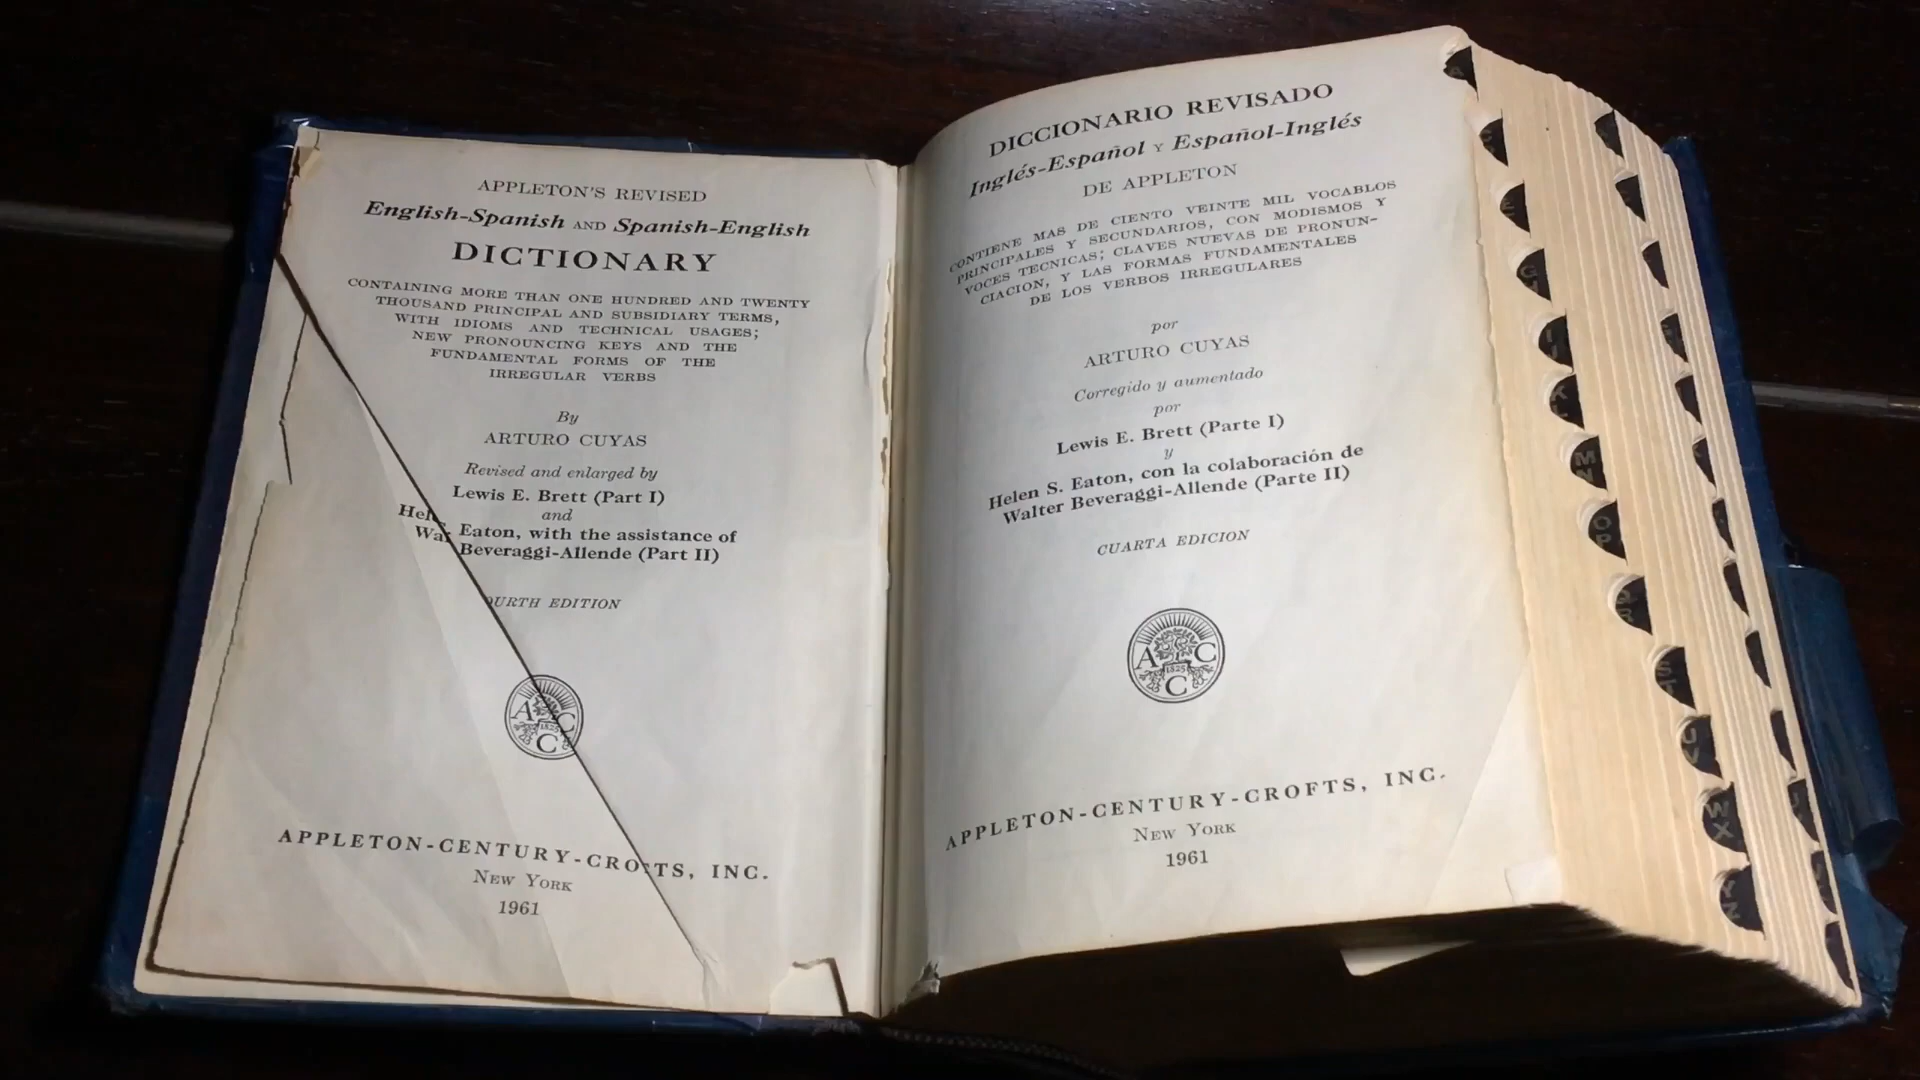 APPLETON'S REVISED
English-Spanish AND Spanish-English
DICTIONARY
CONTAINING MORE THAN ONE HUNDRED AND TWENTY
THOUSAND PRINCIPAL AND SUBSIDIARY TERMS,
WITH IDIOMS AND TECHNICAL USAGES;
NEW PRONOUNCING KEYS AND THE
FUNDAMENTAL FORMS OF THE
IRREGULAR VERBS
By
ARTURO CUYAS
Revised and enlarged by
Lewis E. Brett (Part I)
and
Eaton, with the assistance of
Beveraggi-Allende (Part II)
EDITION
A C C
1825
APPLETON-CENTURY-CROFTS, INC.
NEW YORK
1961
DICCIONARIO REVISADO
Inglés-Español Y Español-Inglés
DE APPLETON
CONTIENE MAS DE CIENTO VEINTE MIL VOCABLOS
PRINCIPALES Y SECUNDARIOS, CON MODISMOS Y
VOCES TECNICAS; CLAVES NUEVAS DE PRONUN-
CIACION, Y LAS FORMAS FUNDAMENTALES
DE LOS VERBOS IRREGULARES
por
ARTURO CUYAS
Corregido y aumentado
por
Lewis E. Brett (Parte I)
y
Helen S. Eaton, con la colaboración de
Walter Beveraggi-Allende (Parte II)
CUARTA EDICION
A C C
1825
APPLETON-CENTURY-CROFTS, INC.
NEW YORK
1961
A
C
E
G
K
L
M
N
O
P
S
T
U
V
W
X
Y
Z